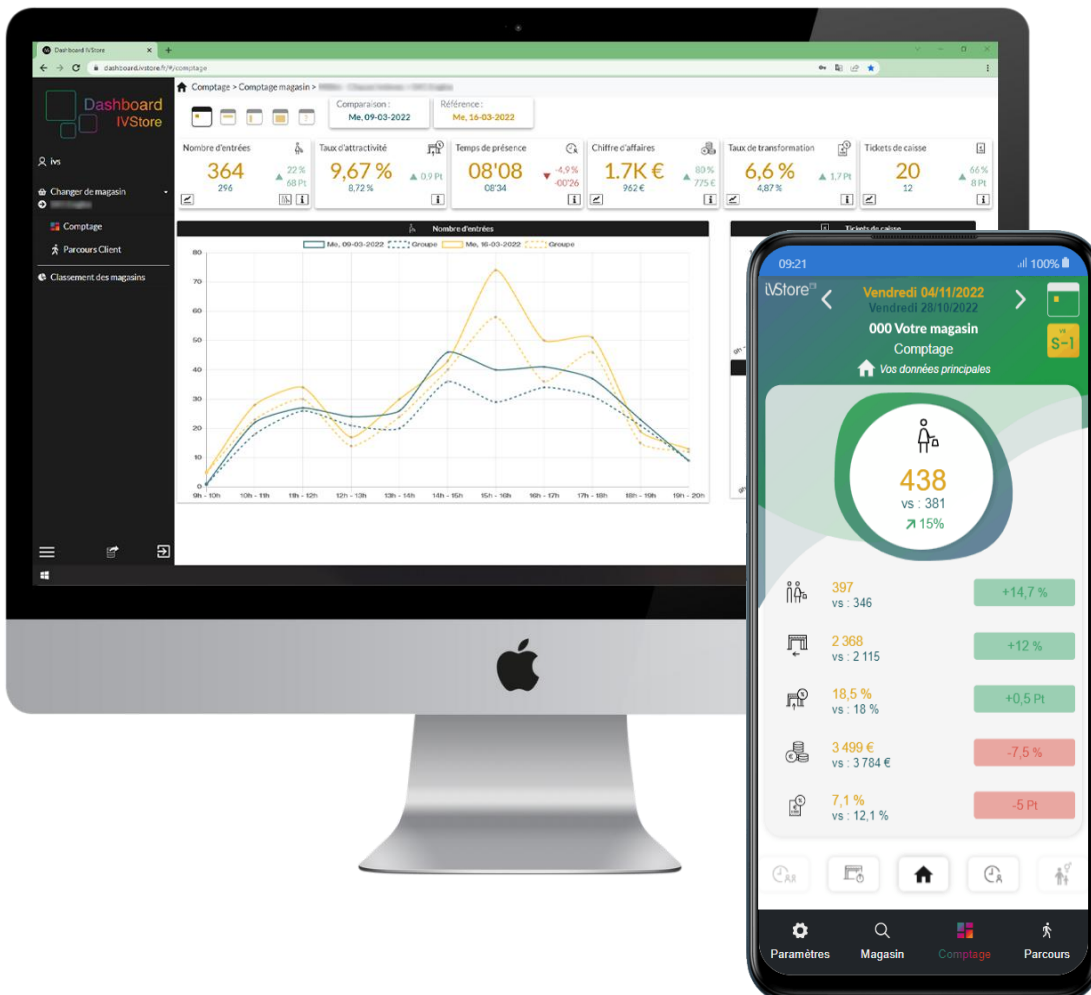 Dashboard IVStore
dashboard.ivstore.fr/#/comptage
Dashboard
IVStore
ivs
Changer de magasin
Comptage
Parcours Client
Classement des magasins
Comptage > Comptage magasin >
Comparaison :
Me, 09-03-2022
Référence :
Me, 16-03-2022
Nombre d'entrées
364
296
22 %
68 Pt
Taux d'attractivité
9,67 %
8,72 %
0,9 Pt
Temps de présence
08'08
08'34
-4,9 %
-00'26
Chiffre d'affaires
1.7K €
962 €
80 %
775 €
Taux de transformation
6,6 %
4,87 %
1,7 Pt
Tickets de caisse
20
12
66 %
8 Pt
Nombre d'entrées
Me, 09-03-2022 Groupe Me, 16-03-2022 Groupe
80
70
60
50
40
30
20
10
0
9h - 10h 10h - 11h 11h - 12h 12h - 13h 13h - 14h 14h - 15h 15h - 16h 16h - 17h 17h - 18h 18h - 19h 19h - 20h
Tickets de caisse
09:21
100%
iVStore
Vendredi 04/11/2022
Vendredi 28/10/2022
000 Votre magasin
Comptage
Vos données principales
vs
S-1
438
vs : 381
15%
397
vs : 346
+14,7 %
2 368
vs : 2 115
+12 %
18,5 %
vs : 18 %
+0,5 Pt
3 499 €
vs : 3 784 €
-7,5 %
7,1 %
vs : 12,1 %
-5 Pt
Paramètres
Magasin
Comptage
Parcours